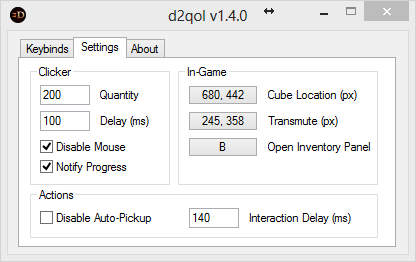 d2qol v1.4.0
Keybinds Settings About
Clicker
200 Quantity
100 Delay (ms)
Disable Mouse
Notify Progress
In-Game
680, 442 Cube Location (px)
245, 358 Transmute (px)
B Open Inventory Panel
Actions
Disable Auto-Pickup 140 Interaction Delay (ms)